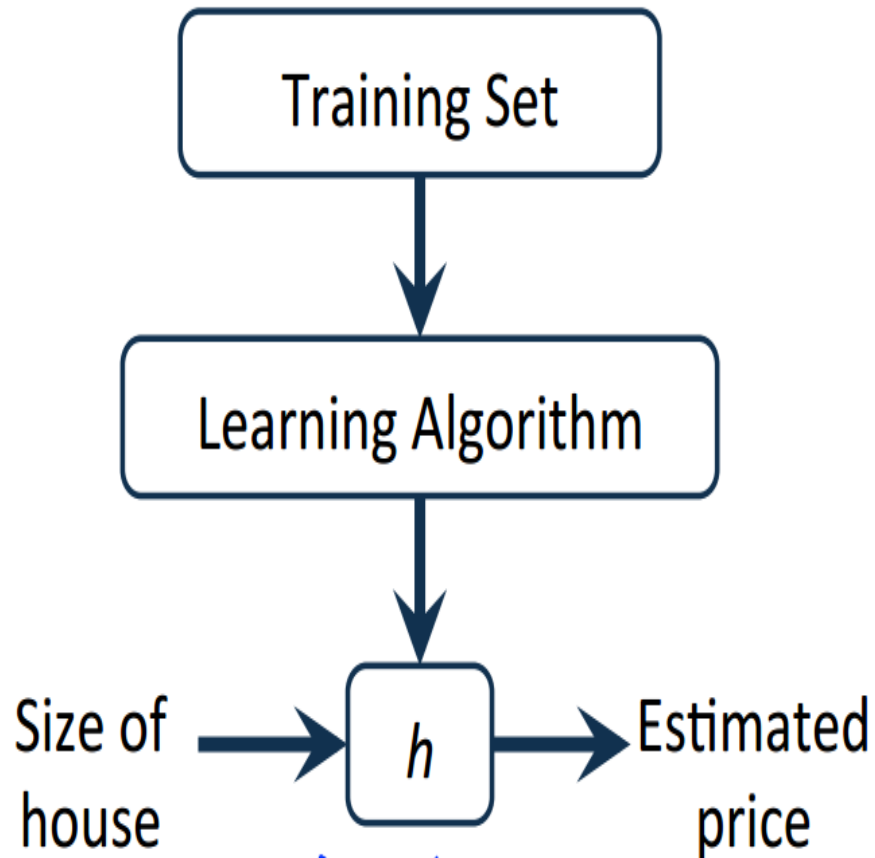 Training Set
Learning Algorithm
Size of
house
h
Estimated
price